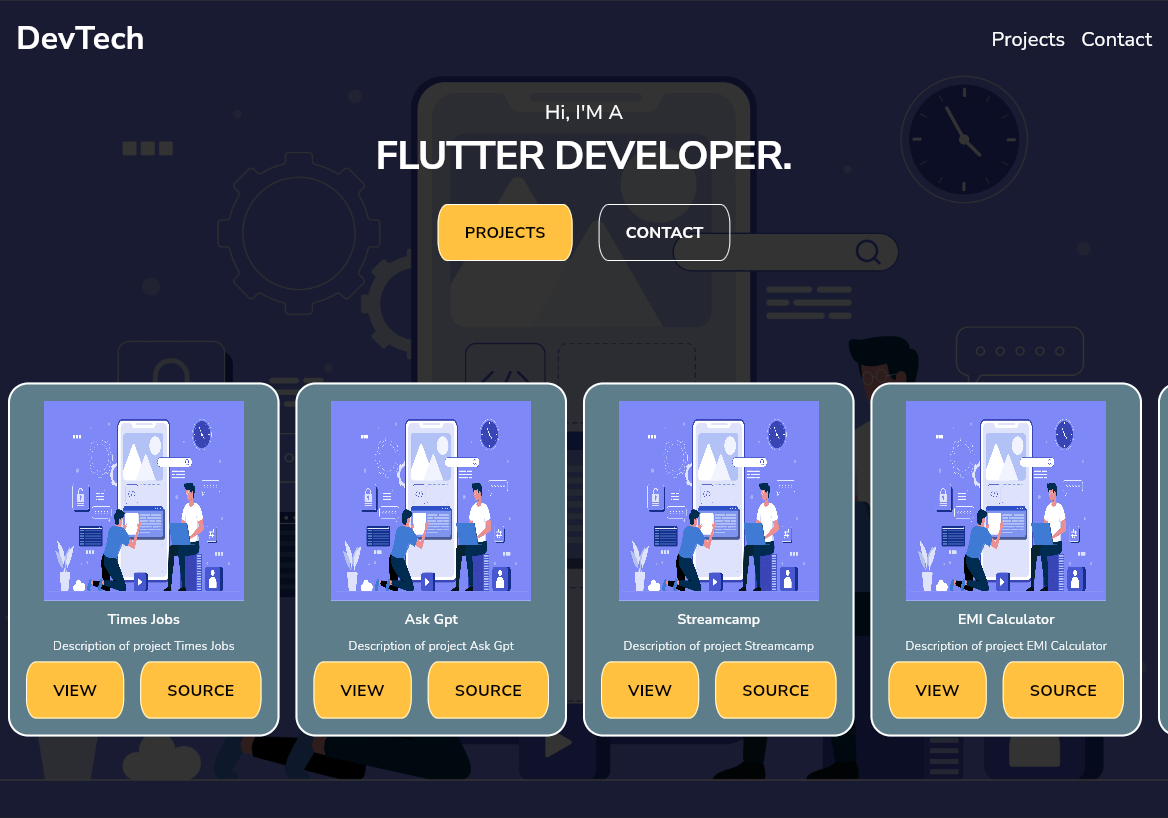 DevTech
Projects Contact
Hi, I'M A
FLUTTER DEVELOPER.
PROJECTS CONTACT
</>
Times Jobs
Description of project Times Jobs
VIEW SOURCE
Ask Gpt
Description of project Ask Gpt
VIEW SOURCE
Streamcamp
Description of project Streamcamp
VIEW SOURCE
EMI Calculator
Description of project EMI Calculator
VIEW SOURCE